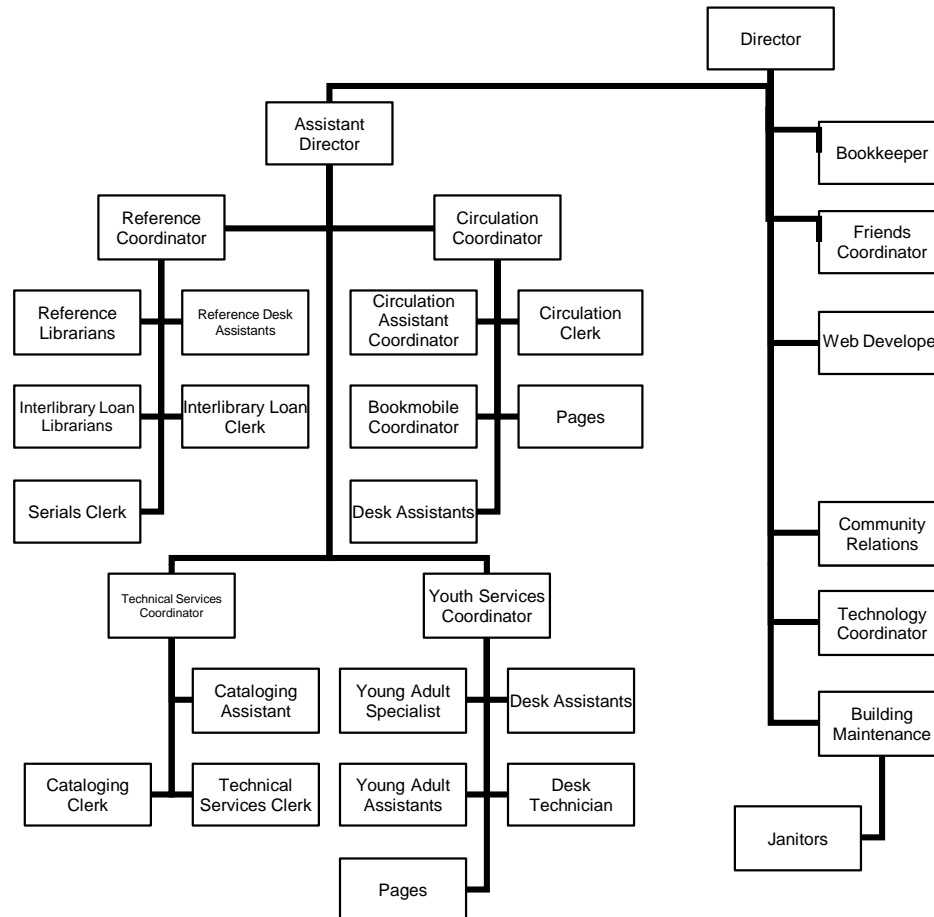 Director
Assistant
Director
Bookkeeper
Reference
Coordinator
Circulation
Coordinator
Friends
Coordinator
Reference
Librarians
Reference Desk
Assistants
Circulation
Assistant
Coordinator
Circulation
Clerk
Web Develope
Interlibrary Loan
Librarians
Interlibrary Loan
Clerk
Bookmobile
Coordinator
Pages
Serials Clerk
Desk Assistants
Community
Relations
Technical Services
Coordinator
Youth Services
Coordinator
Technology
Coordinator
Cataloging
Assistant
Young Adult
Specialist
Desk Assistants
Building
Maintenance
Cataloging
Clerk
Technical
Services Clerk
Young Adult
Assistants
Desk
Technician
Janitors
Pages